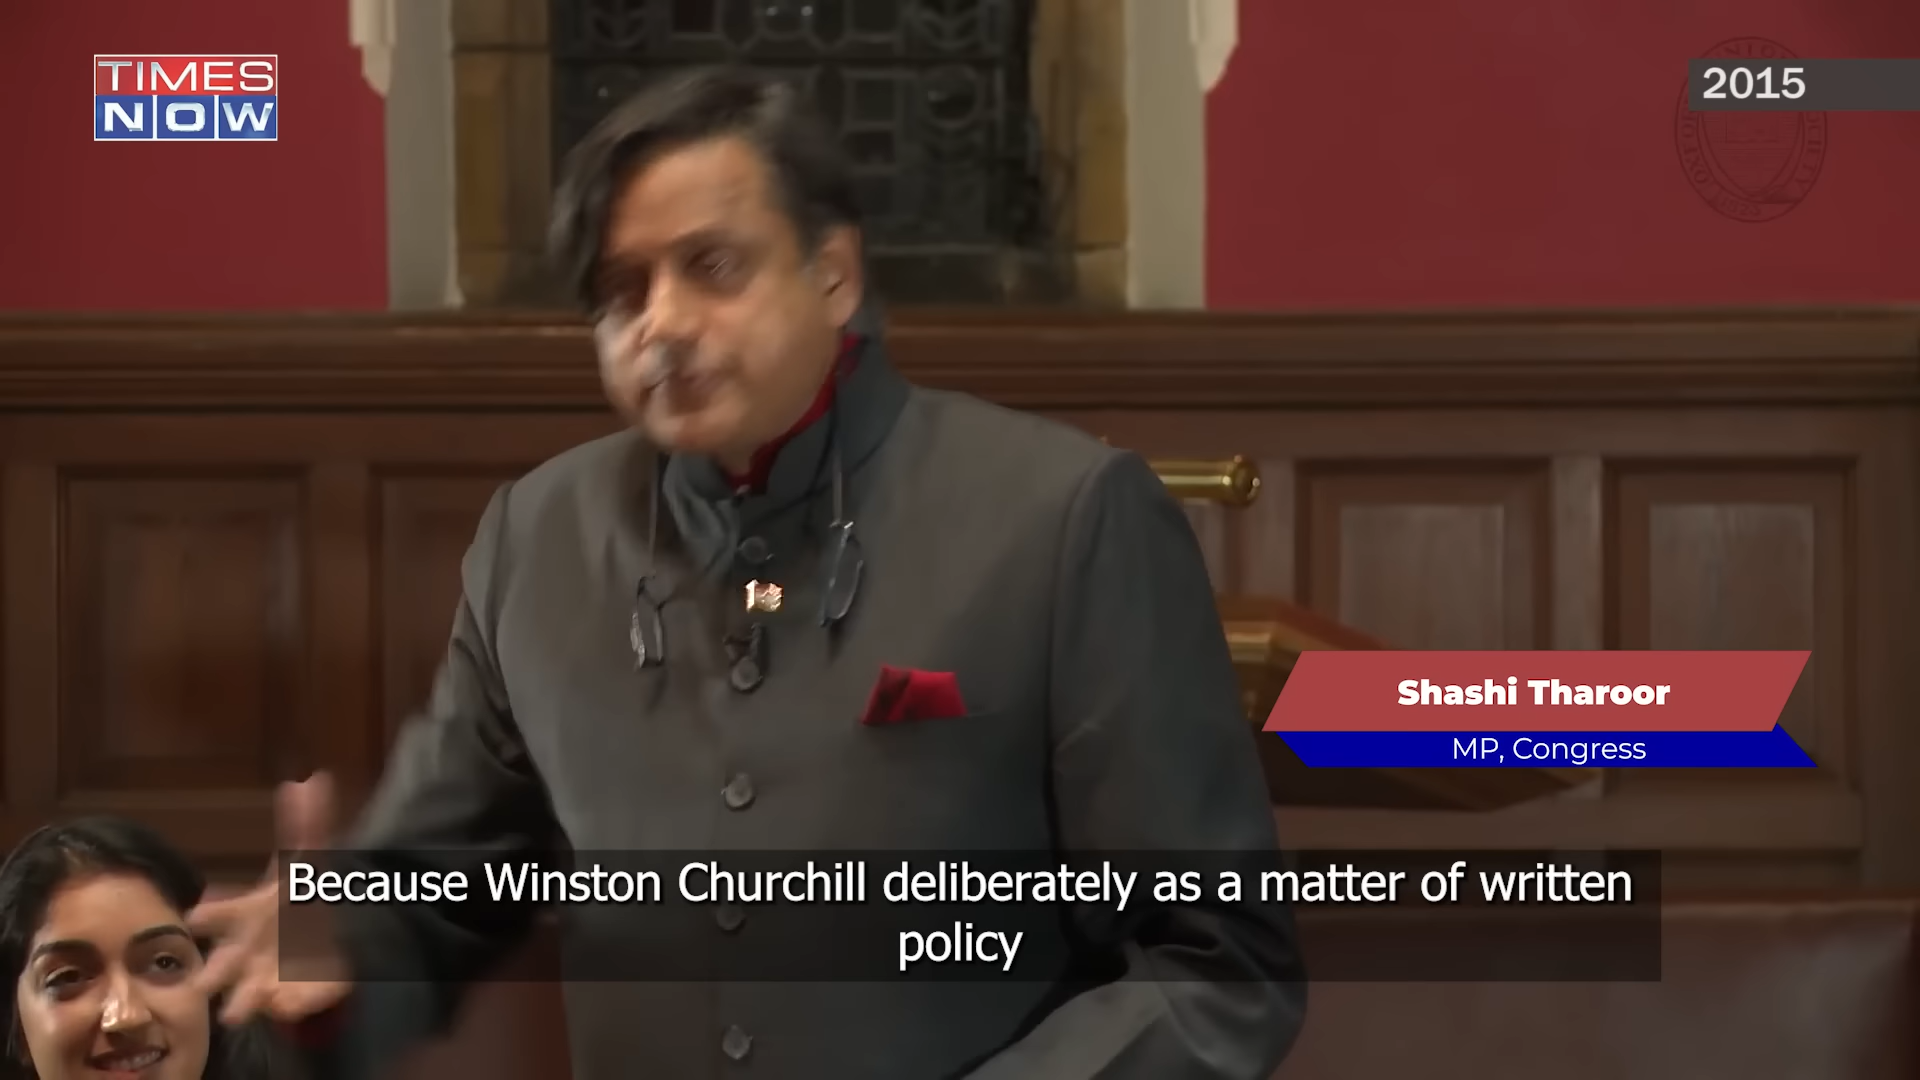 TIMES
NOW
2015
Shashi Tharoor
MP, Congress
Because Winston Churchill deliberately as a matter of written
policy